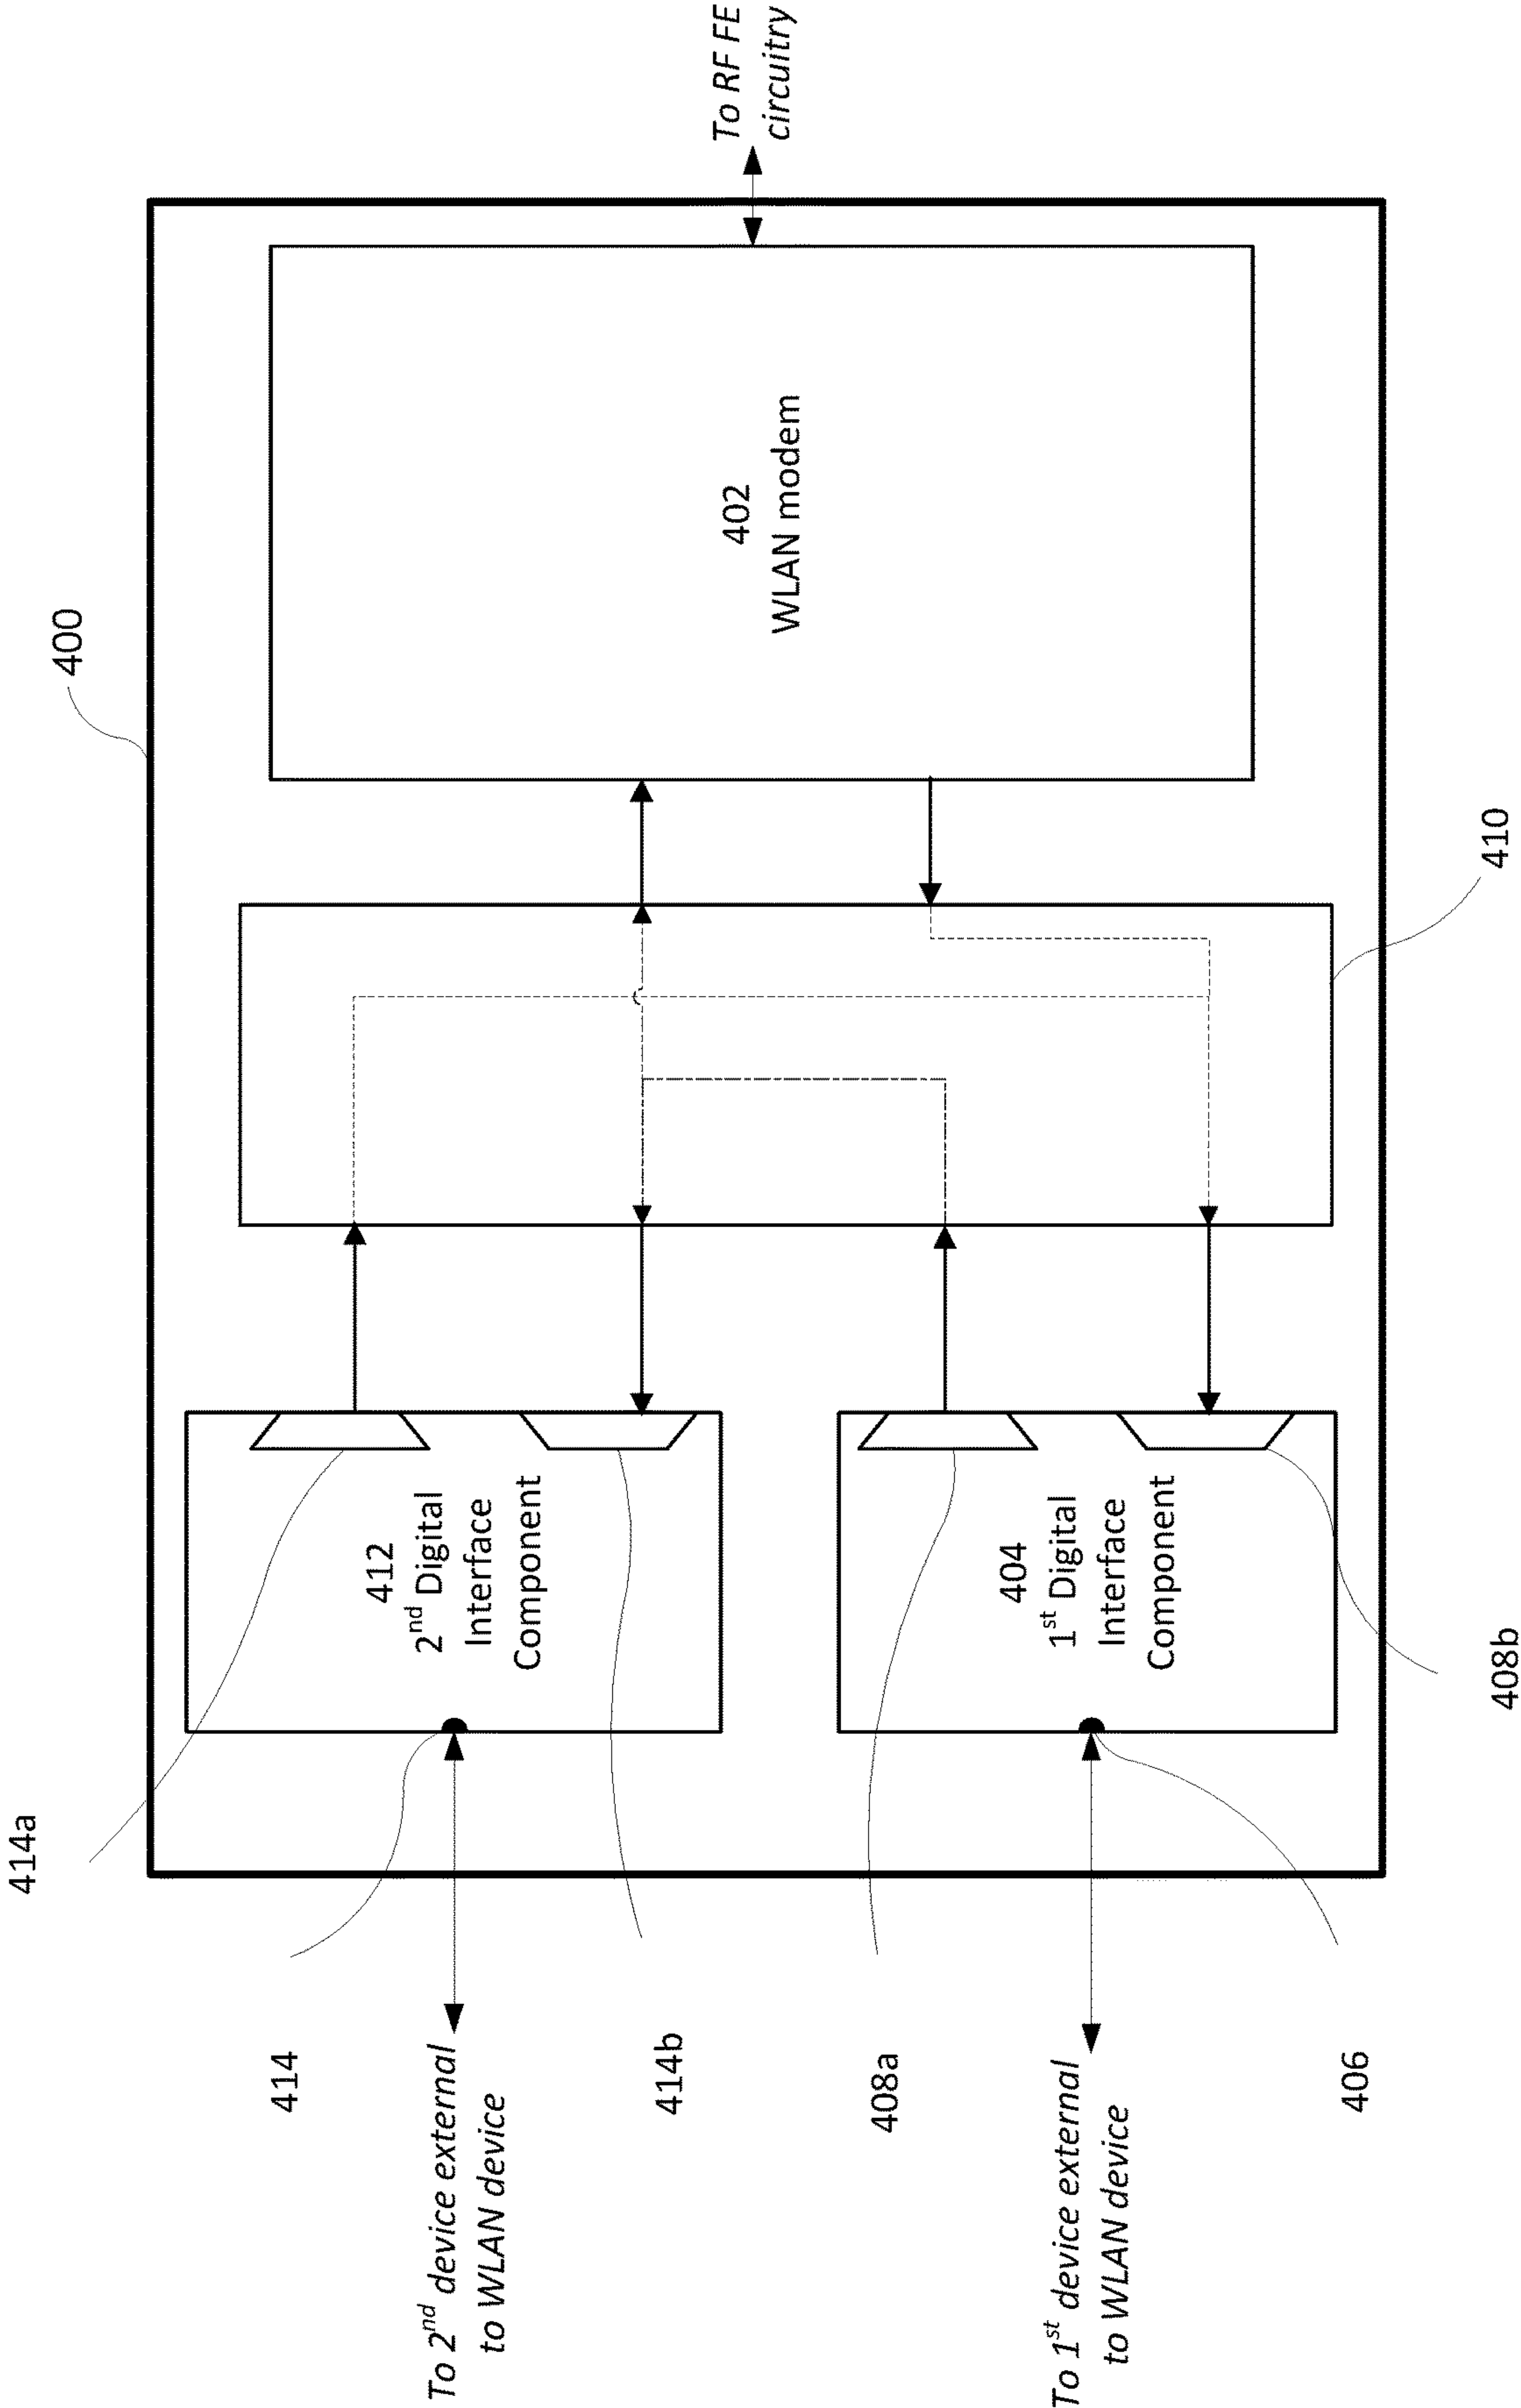 414a
400
414
To 2nd device external
to WLAN device
412
2nd Digital
Interface
Component
414b
402
WLAN modem
To RF FE
circuitry
408a
404
1st Digital
Interface
Component
To 1st device external
to WLAN device
406
408b
410